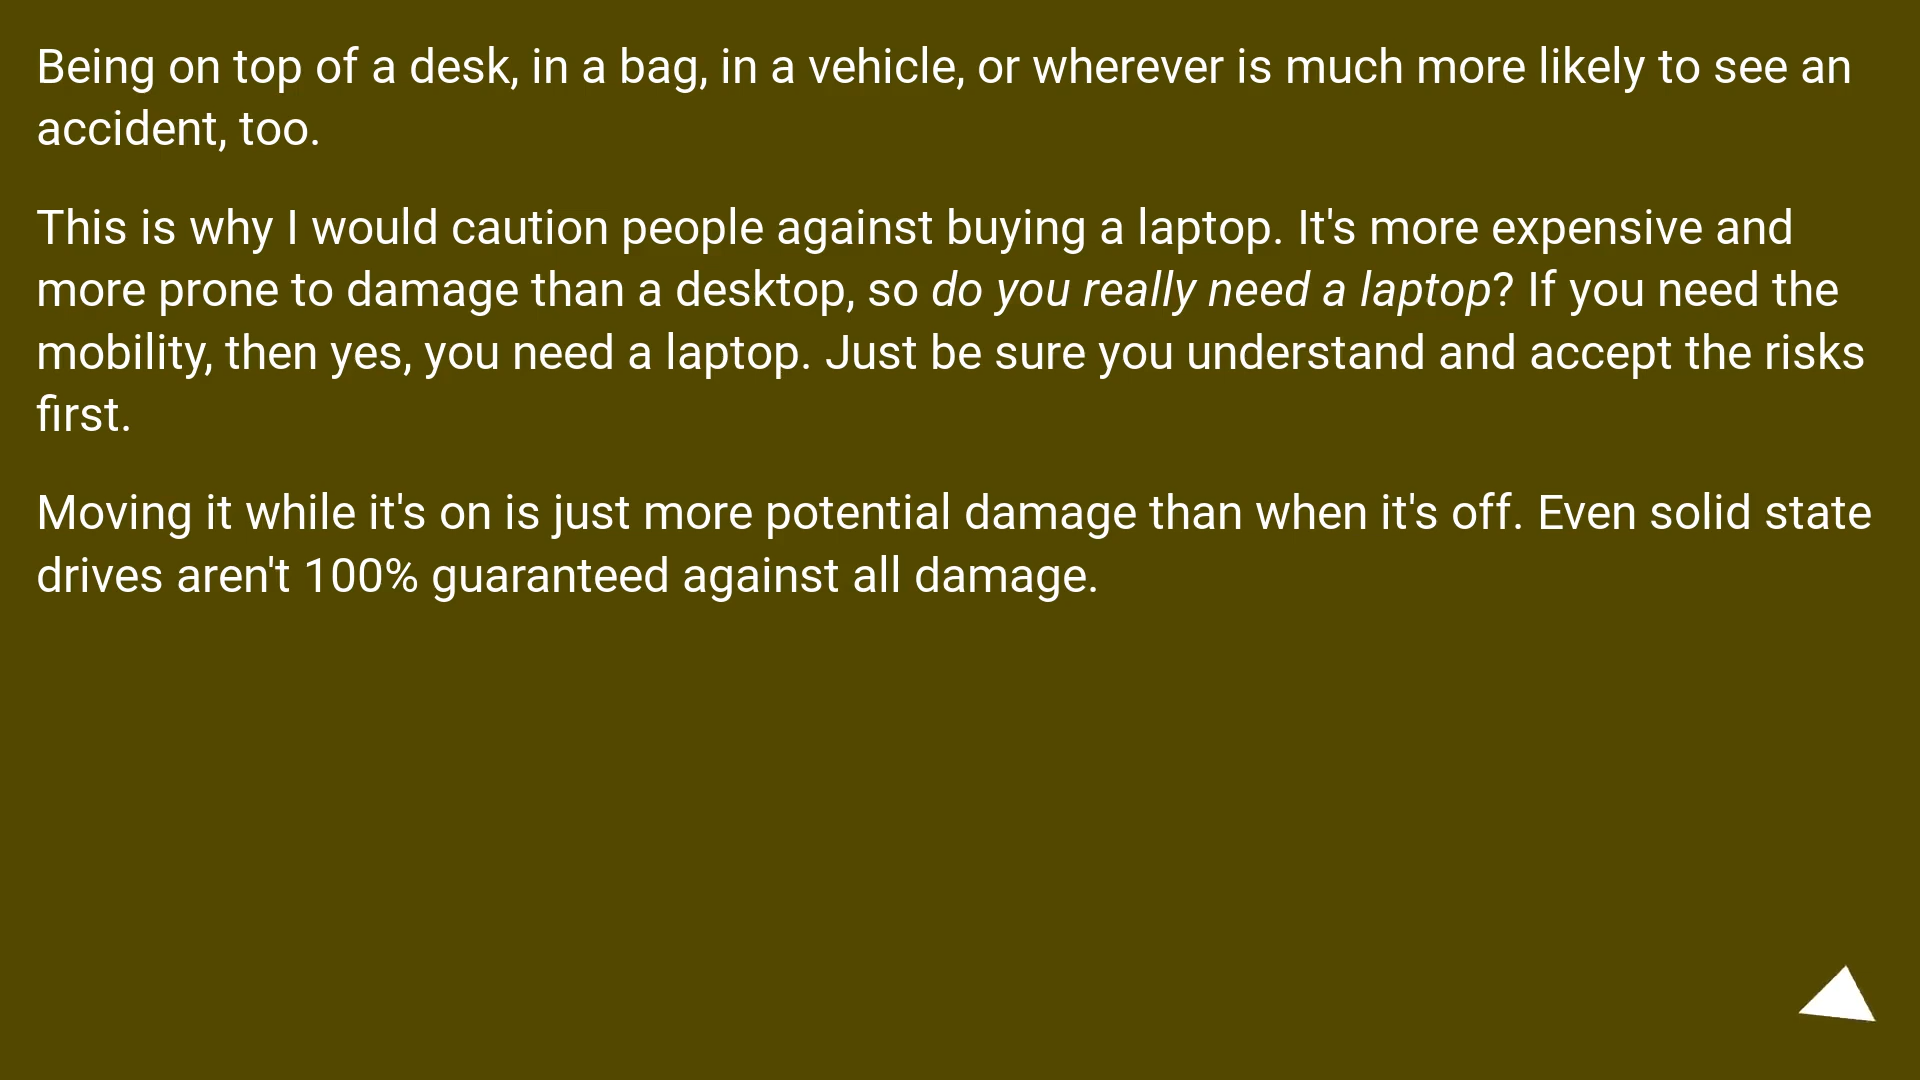 Being on top of a desk, in a bag, in a vehicle, or wherever is much more likely to see an
accident, too.
This is why I would caution people against buying a laptop. It's more expensive and
more prone to damage than a desktop, so do you really need a laptop? If you need the
mobility, then yes, you need a laptop. Just be sure you understand and accept the risks
first.
Moving it while it's on is just more potential damage than when it's off. Even solid state
drives aren't 100% guaranteed against all damage.